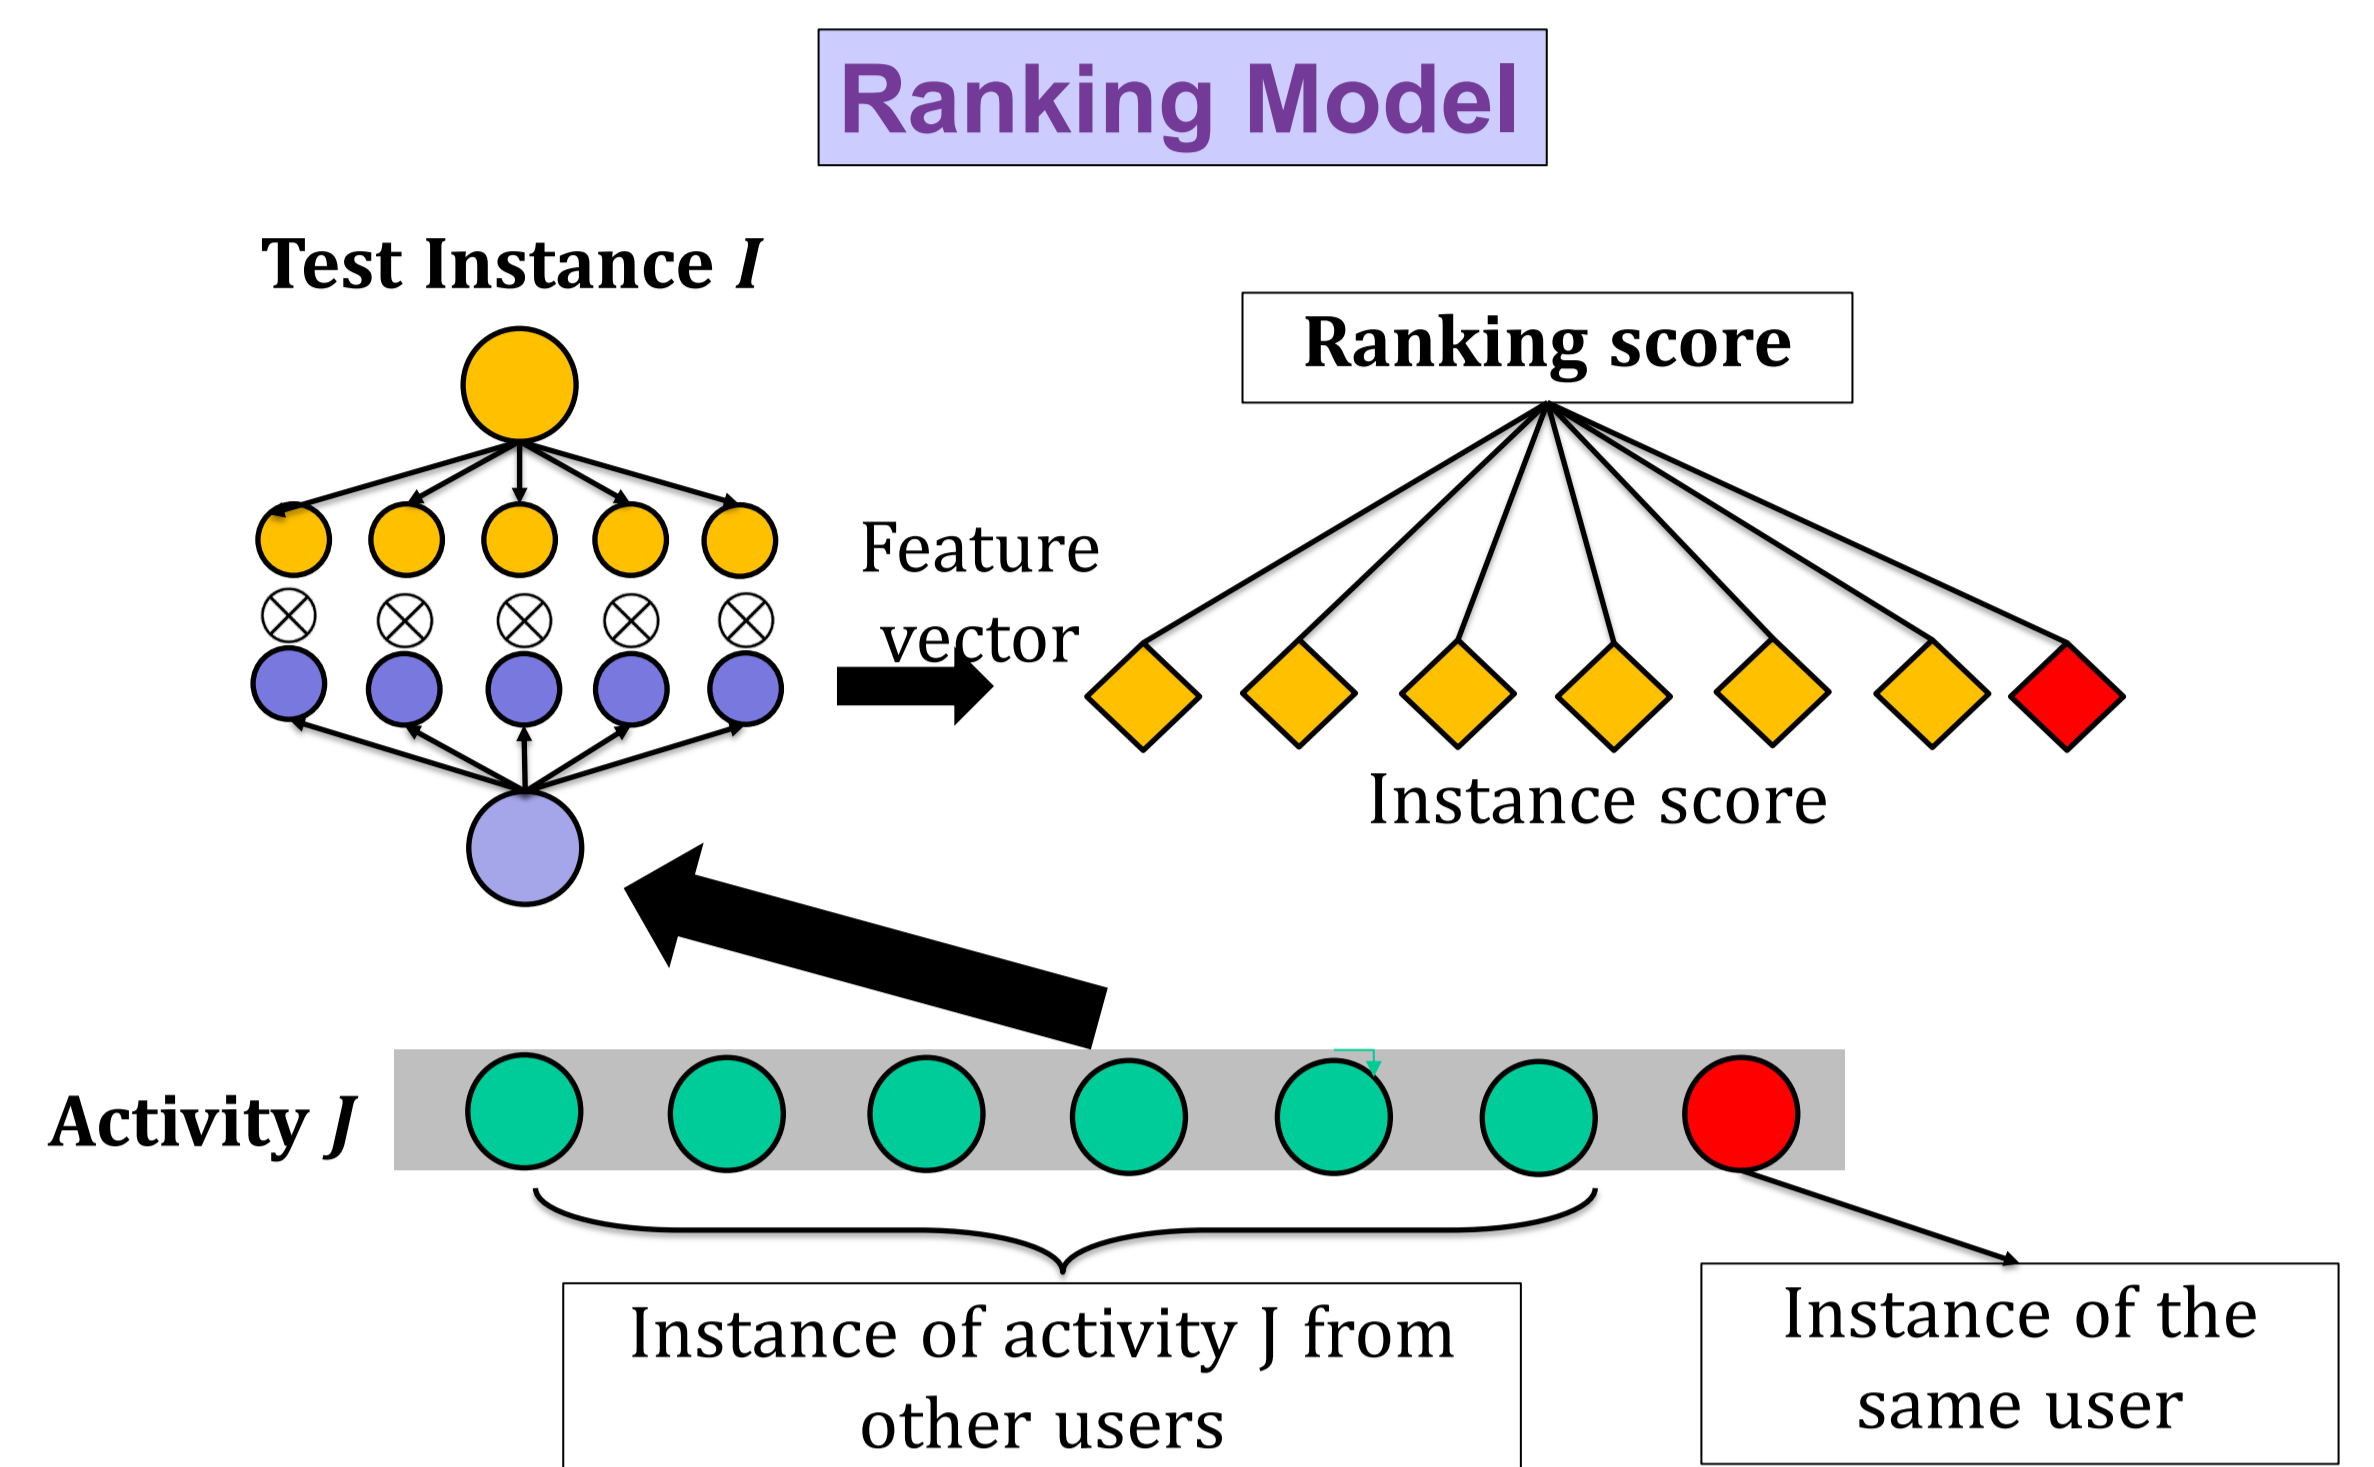 Ranking Model
Test Instance I
Ranking score
Feature
vector
Instance score
Activity J
Instance of activity J from
other users
Instance of the
same user